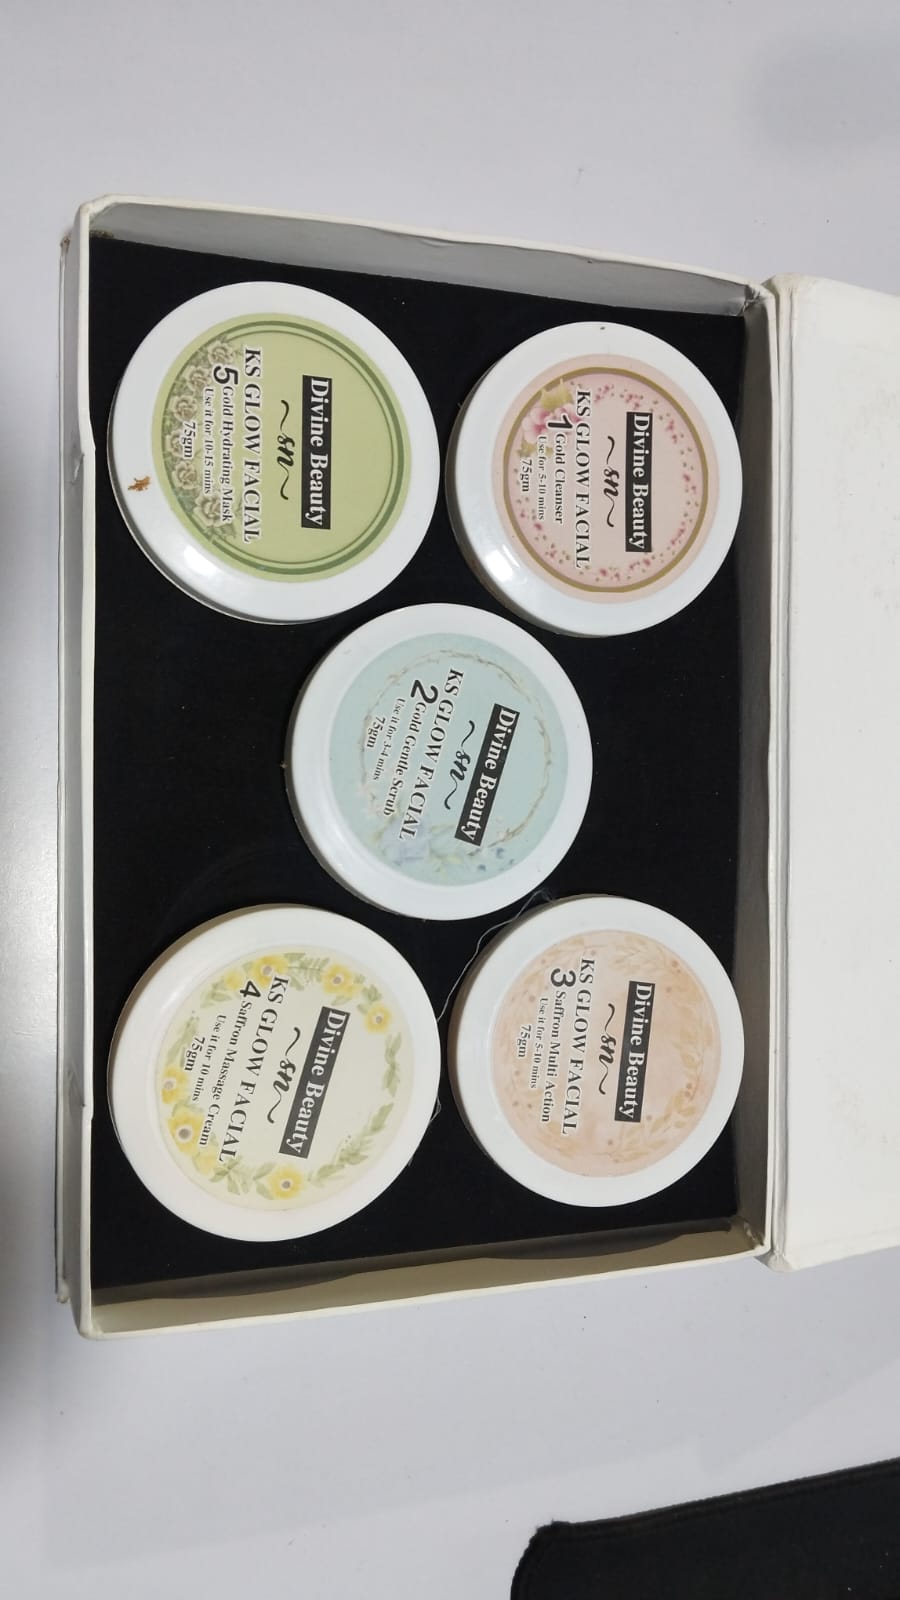 Divine Beauty
~sn~
KS GLOW FACIAL
1 Gold Cleanser
Use for 5-10 mins
75gm
Divine Beauty
~sn~
KS GLOW FACIAL
2 Gold Gentle Scrub
Use it for 3-4 mins
75gm
Divine Beauty
~sn~
KS GLOW FACIAL
3 Saffron Multi Action
Use it for 5-10 mins
75gm
Divine Beauty
~sn~
KS GLOW FACIAL
4 Saffron Massage Cream
Use it for 10 mins
75gm
Divine Beauty
~sn~
KS GLOW FACIAL
5 Gold Hydrating Mask
Use it for 10-15 mins
75gm